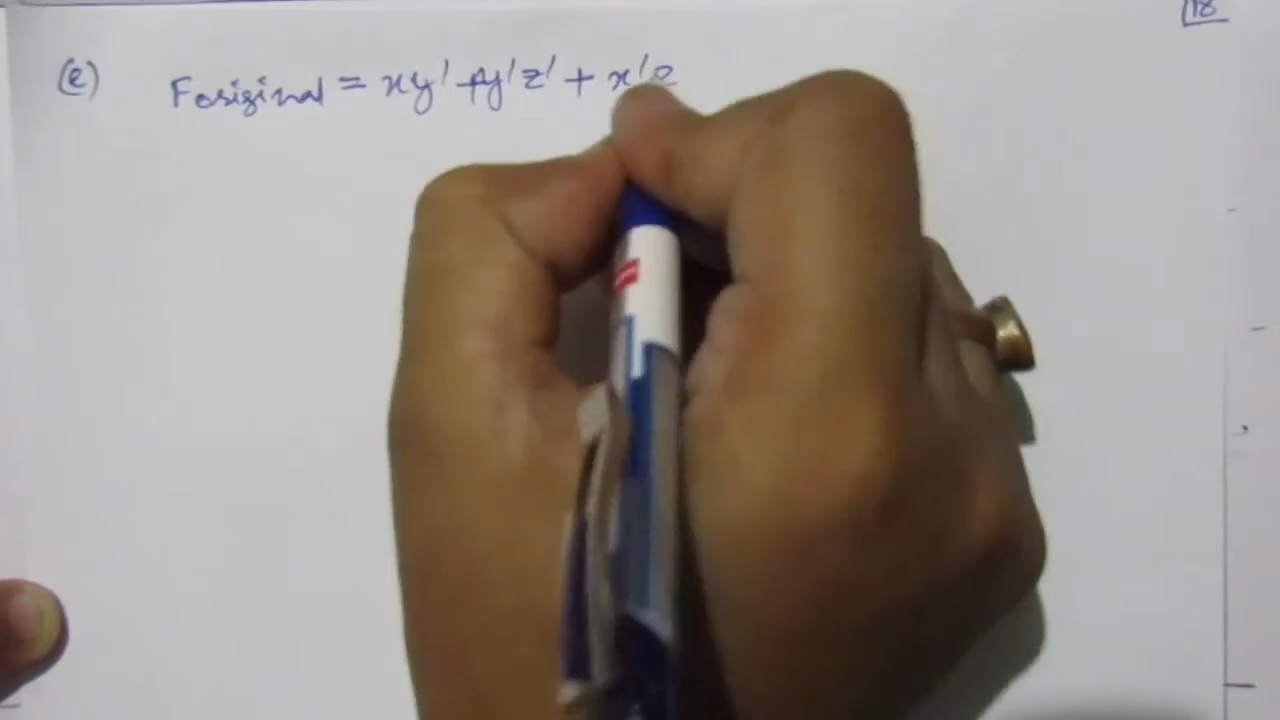 18
(e) Foriginal = xy' + y'z' + x'z